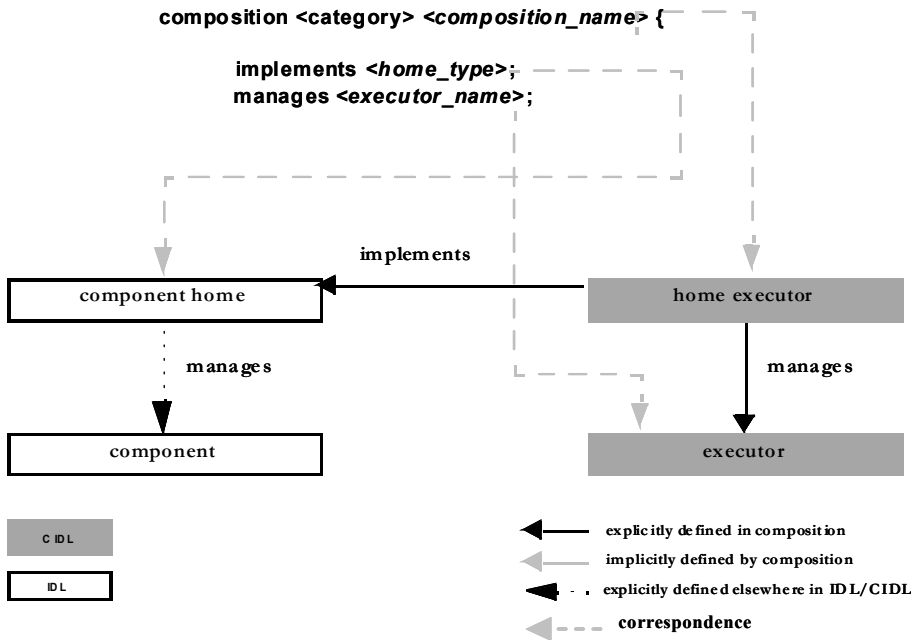 composition <category> <composition_name> {
implements <home_type>;
manages <executor_name>;
implements
component home
home executor
manages
manages
component
executor
CIDL
IDL
explicitly defined in composition
implicitly defined by composition
explicitly defined elsewhere in IDL/CIDL
correspondence